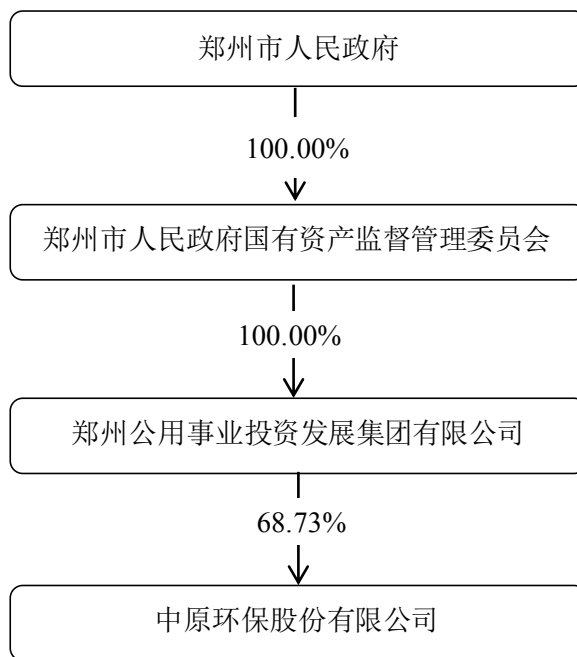 郑州市人民政府
100.00%
郑州市人民政府国有资产监督管理委员会
100.00%
郑州公用事业投资发展集团有限公司
68.73%
中原环保股份有限公司